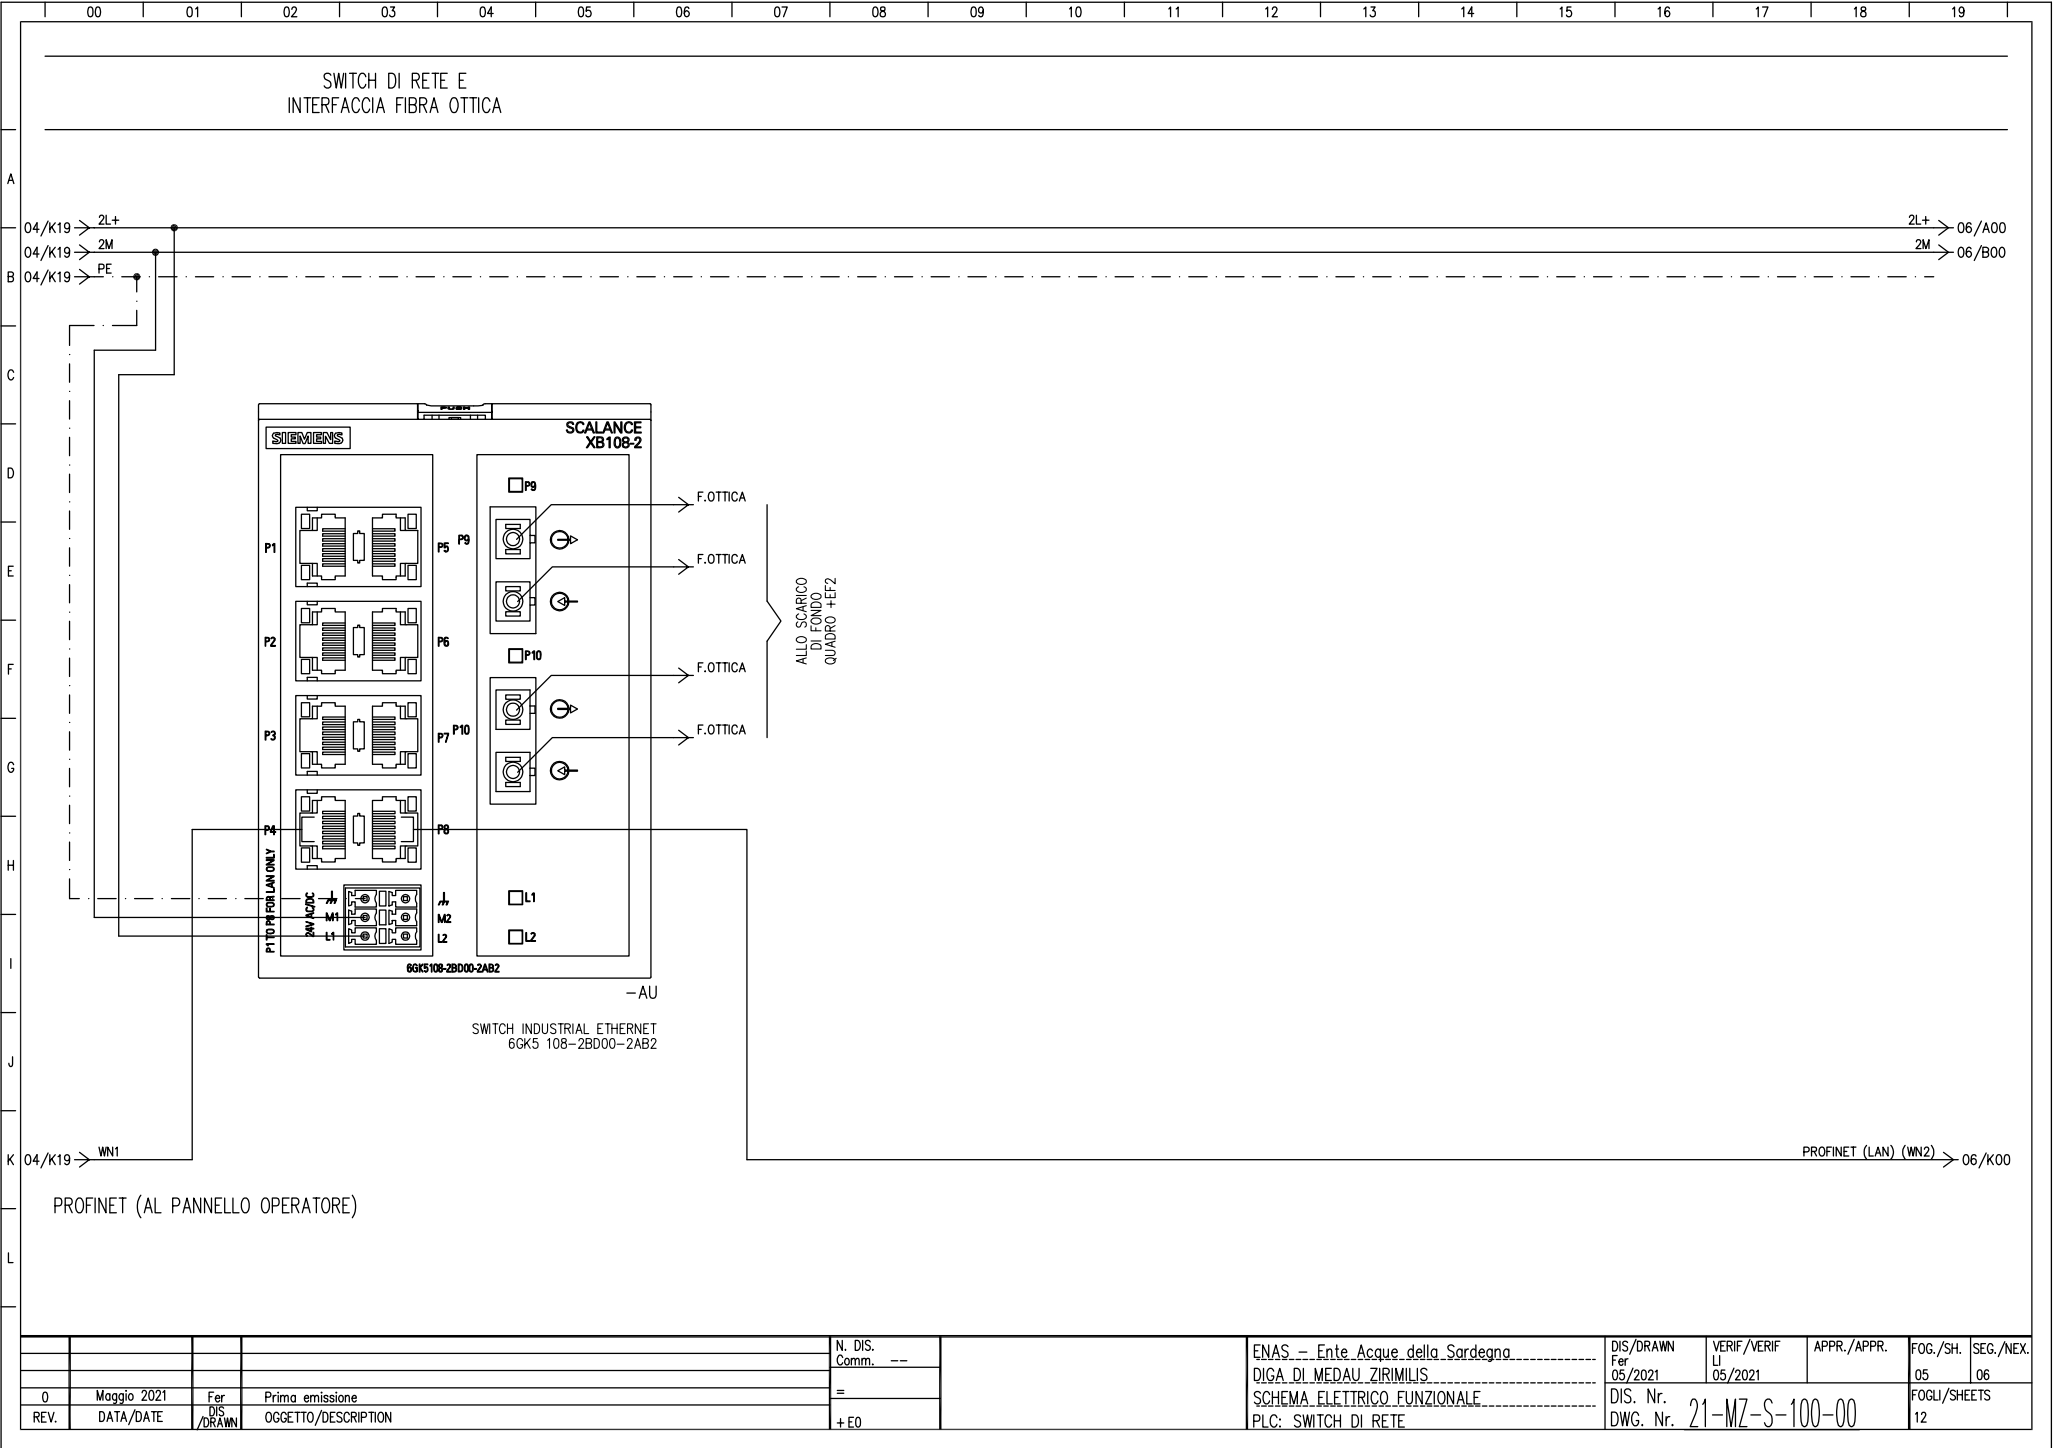 00 01 02 03 04 05 06 07 08 09 10 11 12 13 14 15 16 17 18 19
SWITCH DI RETE E
INTERFACCIA FIBRA OTTICA
A
B
C
D
E
F
G
H
I
J
K
L
04/K19 2L+
2L+ 06/A00
04/K19 2M
2M 06/B00
04/K19 PE
PUSH
SIEMENS
SCALANCE
XB108-2
P9
F.OTTICA
P1
P5
P9
F.OTTICA
P2
P6
P10
F.OTTICA
P3
P7
P10
F.OTTICA
ALLO SCARICO
DI FONDO
QUADRO +EF2
P4
P8
P1 TO P8 FOR LAN ONLY
24V AC/DC
M1
M2
L1
L2
L1
L2
6GK5108-2BD00-2AB2
-AU
SWITCH INDUSTRIAL ETHERNET
6GK5 108-2BD00-2AB2
04/K19 WN1
PROFINET (LAN) (WN2) 06/K00
PROFINET (AL PANNELLO OPERATORE)
0 Maggio 2021 Fer Prima emissione
REV. DATA/DATE DIS /DRAWN OGGETTO/DESCRIPTION
N. DIS.
Comm. --
=
+E0
ENAS - Ente Acque della Sardegna
DIGA DI MEDAU ZIRIMILIS
SCHEMA ELETTRICO FUNZIONALE
PLC: SWITCH DI RETE
DIS/DRAWN
Fer
05/2021
VERIF/VERIF
LI
05/2021
APPR./APPR.
FOG./SH.
05
SEG./NEX.
06
DIS. Nr.
DWG. Nr. 21-MZ-S-100-00
FOGLI/SHEETS
12